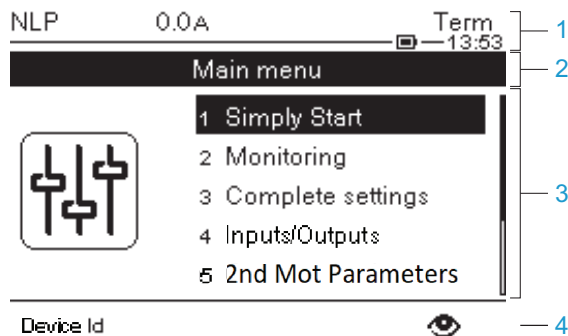 NLP 0.0A Term 1
13:53
Main menu 2
1 Simply Start
2 Monitoring
3 Complete settings 3
4 Inputs/Outputs
5 2nd Mot Parameters
Device Id 4